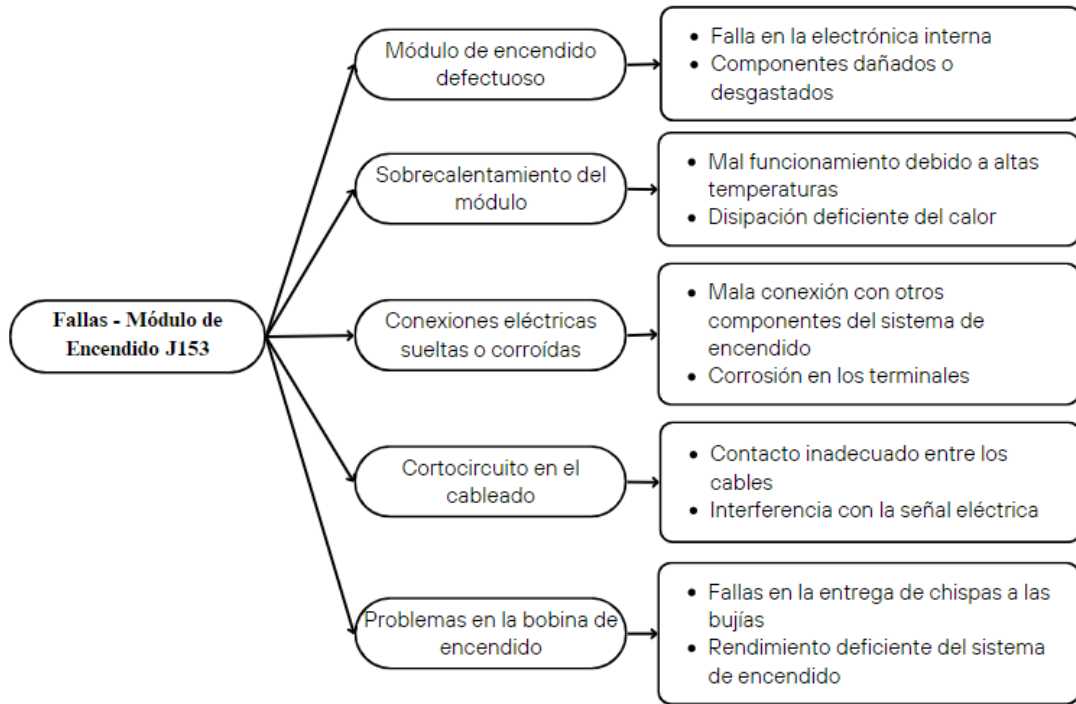 Fallas - Módulo de
Encendido J153
Módulo de encendido
defectuoso
• Falla en la electrónica interna
• Componentes dañados o
desgastados
Sobrecalentamiento del
módulo
• Mal funcionamiento debido a altas
temperaturas
• Disipación deficiente del calor
Conexiones eléctricas
sueltas o corroídas
• Mala conexión con otros
componentes del sistema de
encendido
• Corrosión en los terminales
Cortocircuito en el
cableado
• Contacto inadecuado entre los
cables
• Interferencia con la señal eléctrica
Problemas en la bobina de
encendido
• Fallas en la entrega de chispas a las
bujías
• Rendimiento deficiente del sistema
de encendido